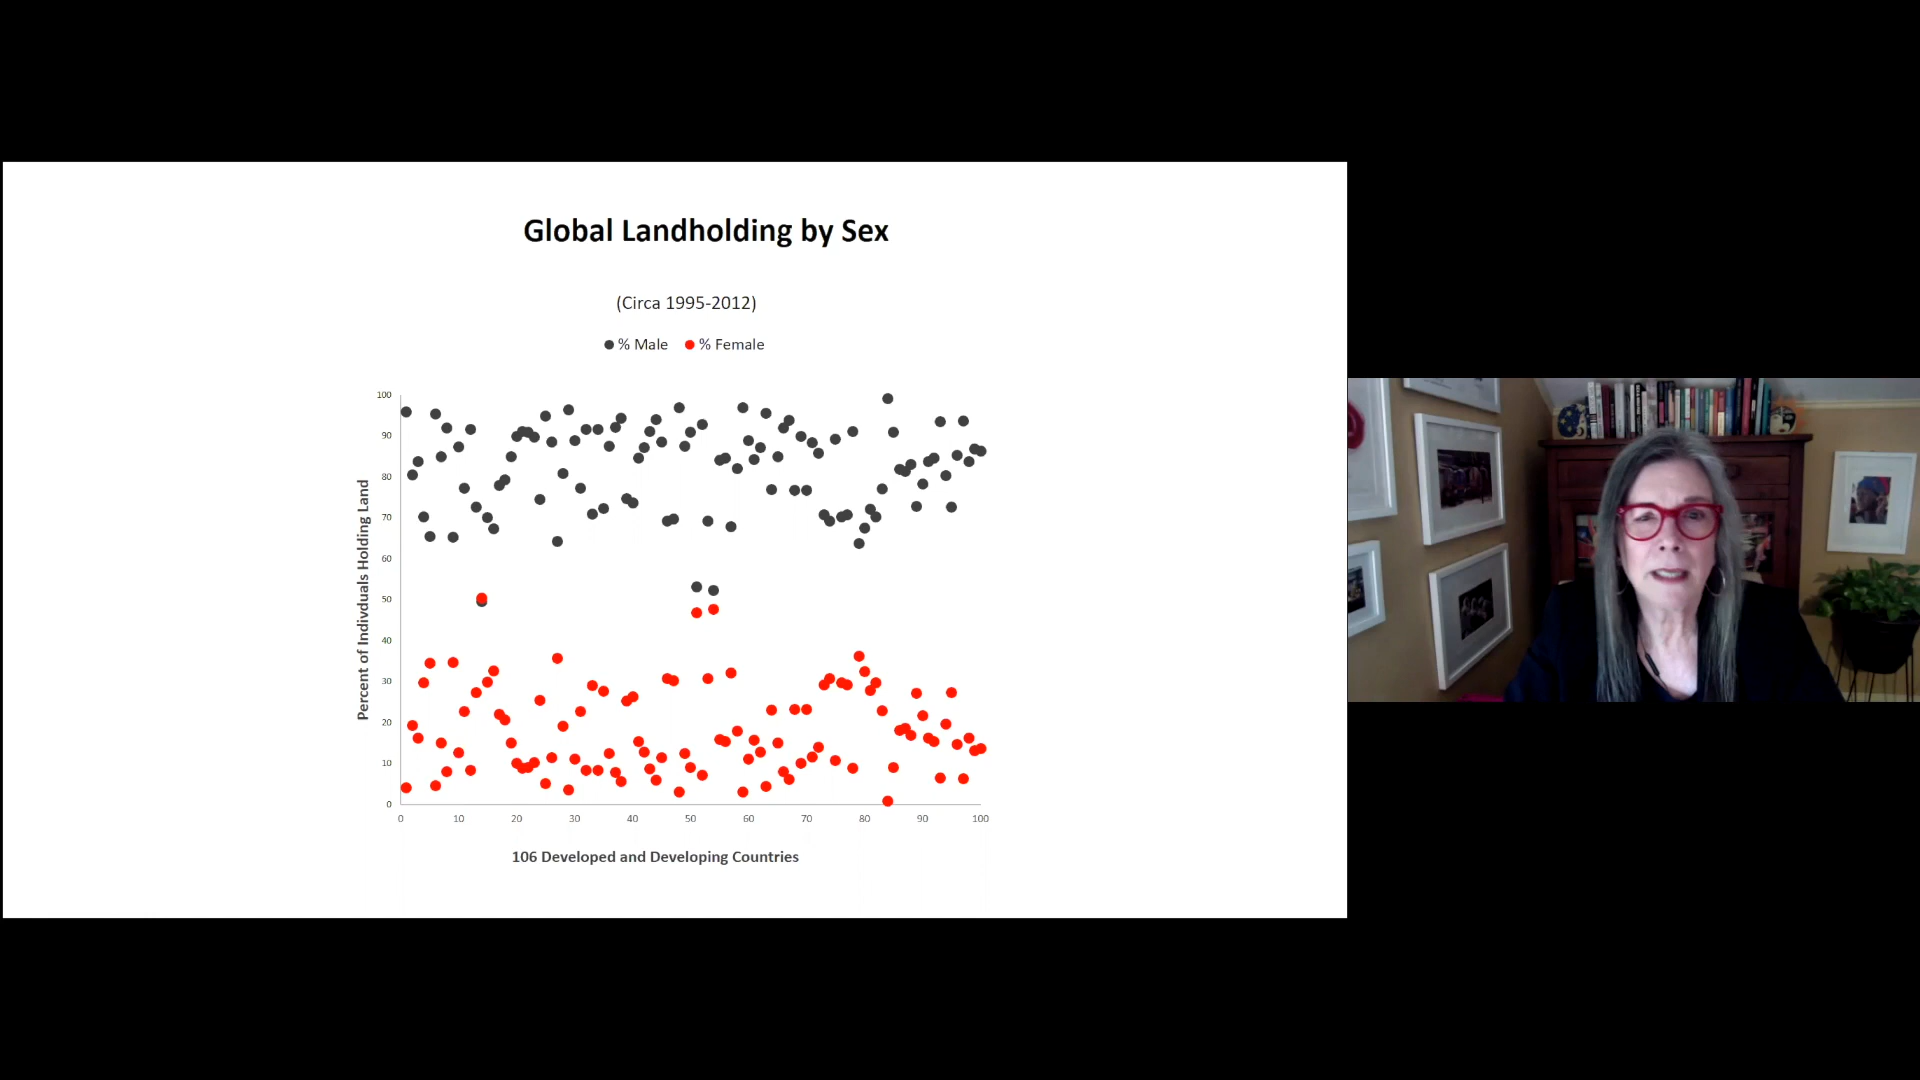 Global Landholding by Sex
(Circa 1995-2012)
% Male % Female
Percent of Indivduals Holding Land
100
90
80
70
60
50
40
30
20
10
0
0 10 20 30 40 50 60 70 80 90 100
106 Developed and Developing Countries